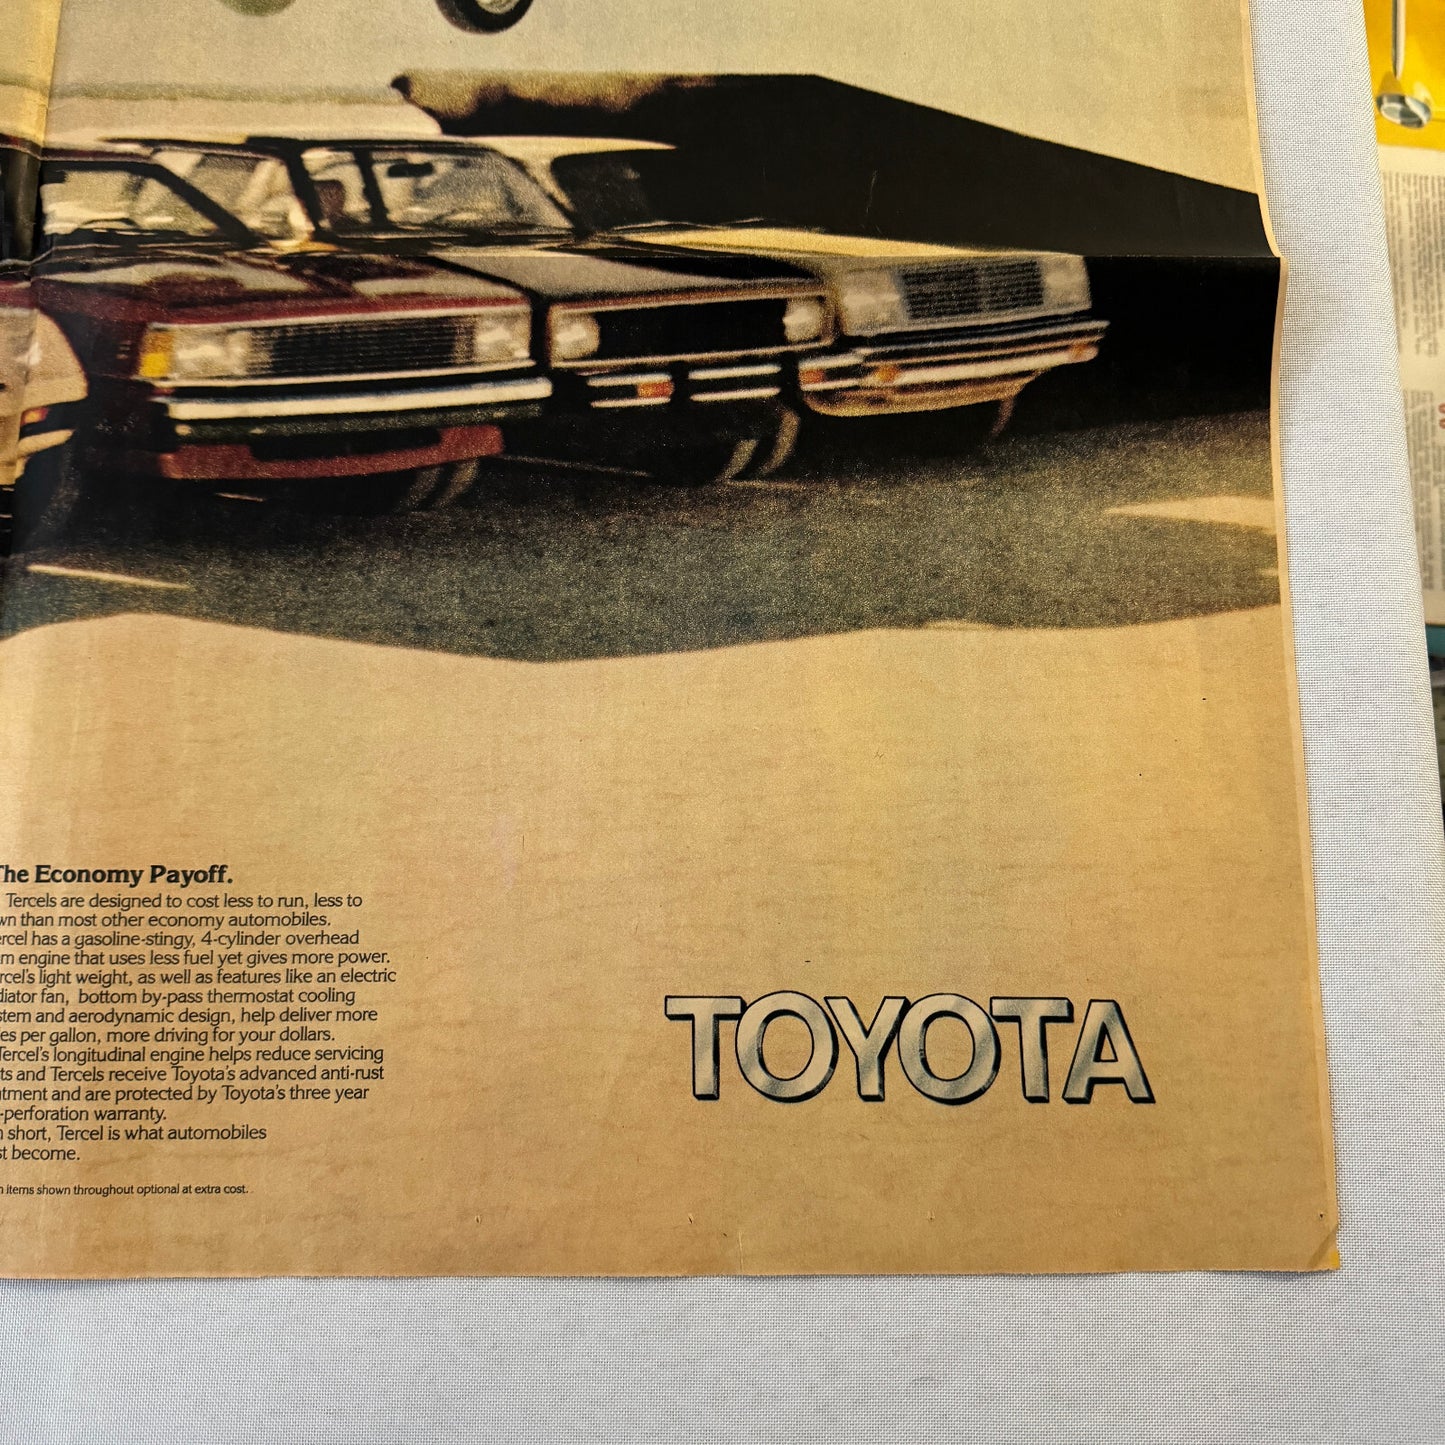 The Economy Payoff.
Tercels are designed to cost less to run, less to
wn than most other economy automobiles.
ercel has a gasoline-stingy, 4-cylinder overhead
m engine that uses less fuel yet gives more power.
rcel's light weight, as well as features like an electric
diator fan, bottom by-pass thermostat cooling
stem and aerodynamic design, help deliver more
es per gallon, more driving for your dollars.
Tercel's longitudinal engine helps reduce servicing
ts and Tercels receive Toyota's advanced anti-rust
tment and are protected by Toyota's three year
-perforation warranty.
n short, Tercel is what automobiles
st become.
n items shown throughout optional at extra cost.
TOYOTA